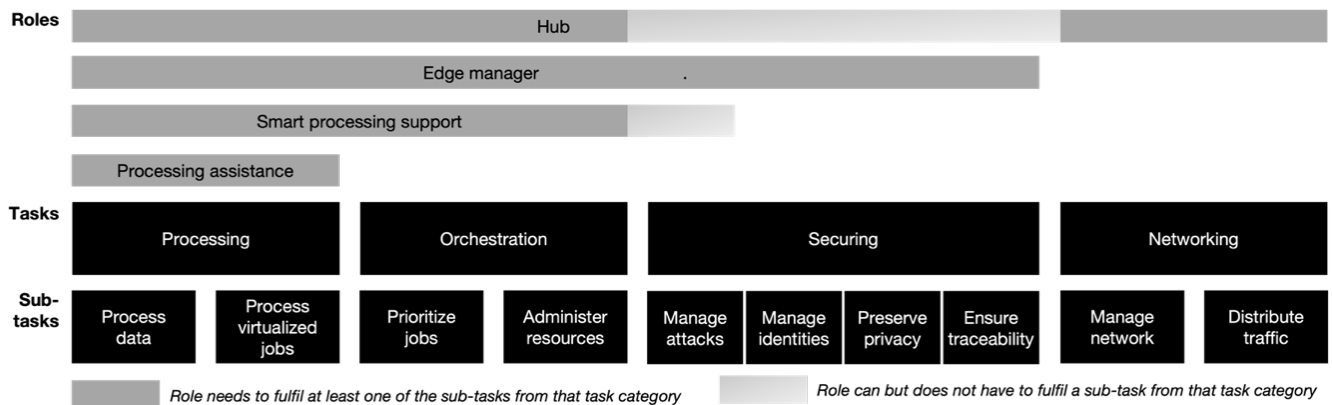 Roles
Hub
Edge manager .
Smart processing support
Processing assistance
Tasks
Processing
Orchestration
Securing
Networking
Sub-
tasks
Process
data
Process
virtualized
jobs
Prioritize
jobs
Administer
resources
Manage
attacks
Manage
identities
Preserve
privacy
Ensure
traceability
Manage
network
Distribute
traffic
Role needs to fulfil at least one of the sub-tasks from that task category
Role can but does not have to fulfil a sub-task from that task category